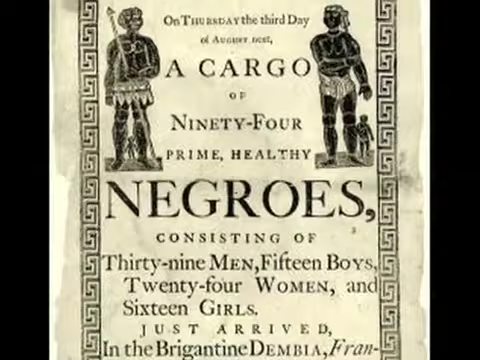 On THURSDAY the third Day
of AUGUST next,
A CARGO
OF
NINETY-FOUR
PRIME, HEALTHY
NEGROES,
CONSISTING OF
Thirty-nine MEN, Fifteen BOYS,
Twenty-four WOMEN, and
Sixteen GIRLS.
JUST ARRIVED,
In the Brigantine DEMBIA, Fran-